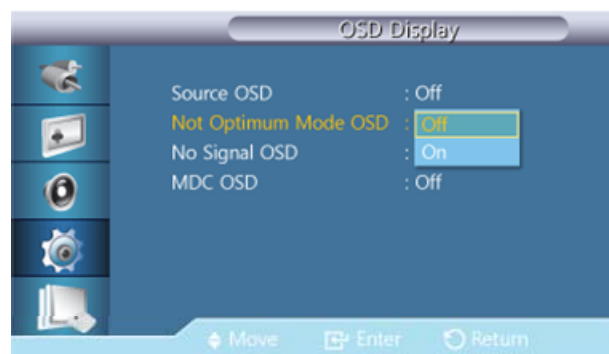 OSD Display
Source OSD : Off
Not Optimum Mode OSD : Off
No Signal OSD : On
MDC OSD : Off
Move Enter Return